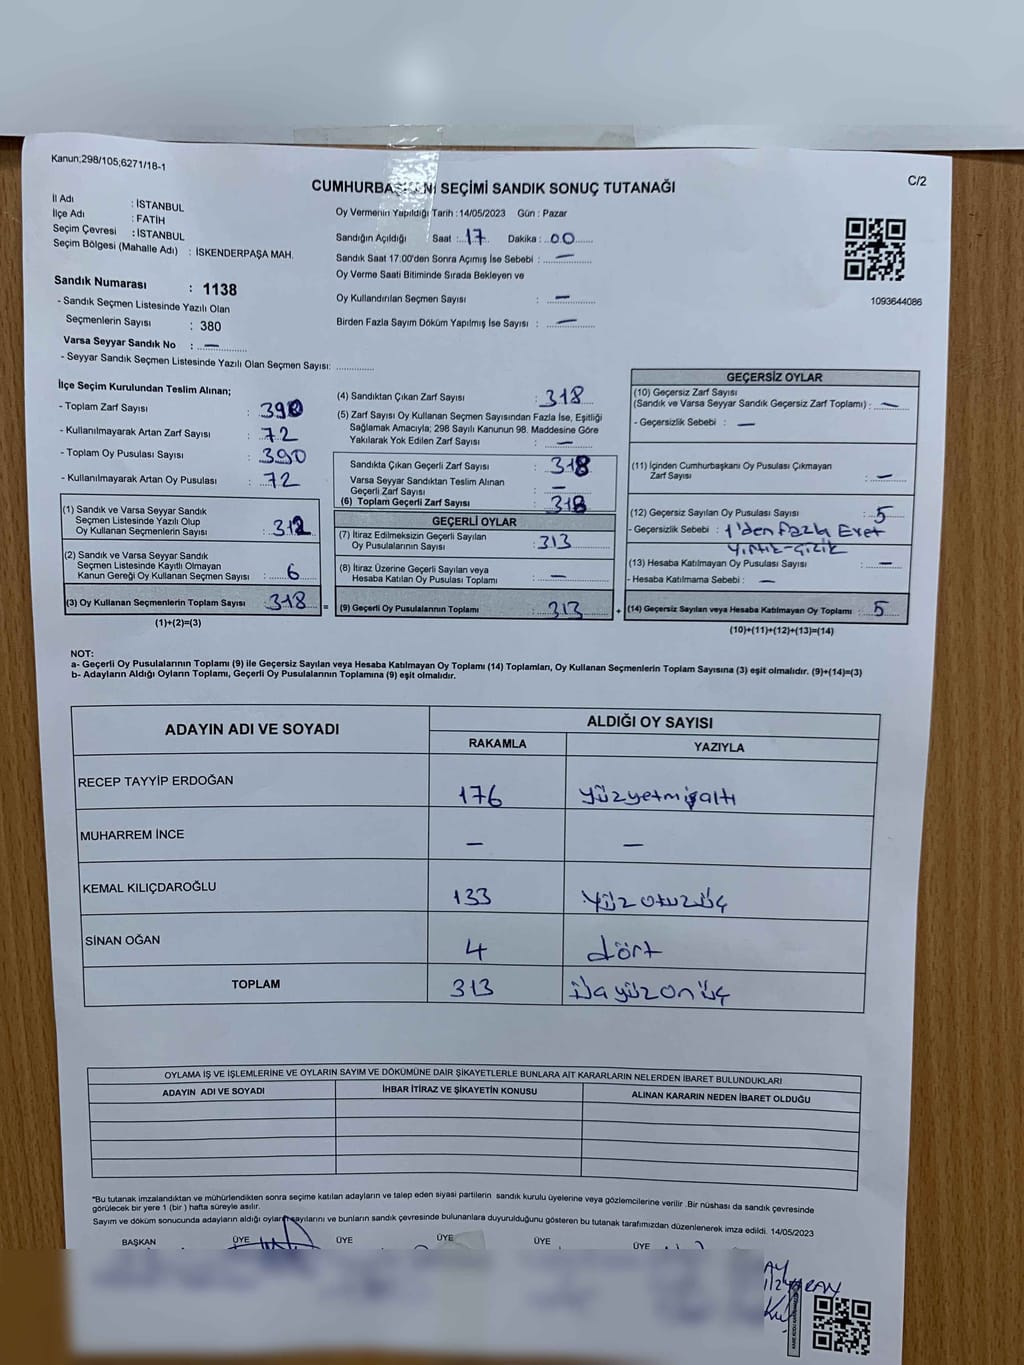 Kanun;298/105;6271/18-1
C/2
CUMHURBAŞKANI SEÇİMİ SANDIK SONUÇ TUTANAĞI
İl Adı : İSTANBUL
İlçe Adı : FATİH
Seçim Çevresi : İSTANBUL
Seçim Bölgesi (Mahalle Adı) : İSKENDERPAŞA MAH.
Oy Vermenin Yapıldığı Tarih : 14/05/2023 Gün : Pazar
Sandığın Açıldığı Saat : 17 Dakika : 00
Sandık Saat 17:00'den Sonra Açımış İse Sebebi : —
Oy Verme Saati Bitiminde Sırada Bekleyen ve
Oy Kullandırılan Seçmen Sayısı : —
Birden Fazla Sayım Döküm Yapılmış İse Sayısı : —
1093644086
Sandık Numarası : 1138
- Sandık Seçmen Listesinde Yazılı Olan
Seçmenlerin Sayısı : 380
Varsa Seyyar Sandık No : —
- Seyyar Sandık Seçmen Listesinde Yazılı Olan Seçmen Sayısı: ............
İlçe Seçim Kurulundan Teslim Alınan;
- Toplam Zarf Sayısı : 390
- Kullanılmayarak Artan Zarf Sayısı : 72
- Toplam Oy Pusulası Sayısı : 390
- Kullanılmayarak Artan Oy Pusulası : 72
(1) Sandık ve Varsa Seyyar Sandık
Seçmen Listesinde Yazılı Olup
Oy Kullanan Seçmenlerin Sayısı : 312
(2) Sandık ve Varsa Seyyar Sandık
Seçmen Listesinde Kayıtlı Olmayan
Kanun Gereği Oy Kullanan Seçmen Sayısı : 6
(3) Oy Kullanan Seçmenlerin Toplam Sayısı : 318 =
(1)+(2)=(3)
(4) Sandıktan Çıkan Zarf Sayısı : 318
(5) Zarf Sayısı Oy Kullanan Seçmen Sayısından Fazla İse, Eşitliği
Sağlamak Amacıyla; 298 Sayılı Kanunun 98. Maddesine Göre
Yakılarak Yok Edilen Zarf Sayısı : —
Sandıkta Çıkan Geçerli Zarf Sayısı : 318
Varsa Seyyar Sandıktan Teslim Alınan
Geçerli Zarf Sayısı : —
(6) Toplam Geçerli Zarf Sayısı : 318
GEÇERLİ OYLAR
(7) İtiraz Edilmeksizin Geçerli Sayılan
Oy Pusulalarının Sayısı : 313
(8) İtiraz Üzerine Geçerli Sayılan veya
Hesaba Katılan Oy Pusulası Toplamı : —
(9) Geçerli Oy Pusulalarının Toplamı : 313 +
GEÇERSİZ OYLAR
(10) Geçersiz Zarf Sayısı
(Sandık ve Varsa Seyyar Sandık Geçersiz Zarf Toplamı) - —
- Geçersizlik Sebebi : —
(11) İçinden Cumhurbaşkanı Oy Pusulası Çıkmayan
Zarf Sayısı : —
(12) Geçersiz Sayılan Oy Pusulası Sayısı : 5
- Geçersizlik Sebebi : 1'den fazla Evet
Yırtık-Çizik
(13) Hesaba Katılmayan Oy Pusulası Sayısı : —
- Hesaba Katılmama Sebebi : —
(14) Geçersiz Sayılan veya Hesaba Katılmayan Oy Toplamı : 5
(10)+(11)+(12)+(13)=(14)
NOT:
a- Geçerli Oy Pusulalarının Toplamı (9) ile Geçersiz Sayılan veya Hesaba Katılmayan Oy Toplamı (14) Toplamları, Oy Kullanan Seçmenlerin Toplam Sayısına (3) eşit olmalıdır. (9)+(14)=(3)
b- Adayların Aldığı Oyların Toplamı, Geçerli Oy Pusulalarının Toplamına (9) eşit olmalıdır.
ADAYIN ADI VE SOYADI
ALDIĞI OY SAYISI
RAKAMLA YAZIYLA
RECEP TAYYİP ERDOĞAN 176 yüzyetmişaltı
MUHARREM İNCE — —
KEMAL KILIÇDAROĞLU 133 yüzotuzüç
SİNAN OĞAN 4 dört
TOPLAM 313 üçyüzonüç
OYLAMA İŞ VE İŞLEMLERİNE VE OYLARIN SAYIM VE DÖKÜMÜNE DAİR ŞİKAYETLERLE BUNLARA AİT KARARLARIN NELERDEN İBARET BULUNDUKLARI
ADAYIN ADI VE SOYADI İHBAR İTİRAZ VE ŞİKAYETİN KONUSU ALINAN KARARIN NEDEN İBARET OLDUĞU
*Bu tutanak imzalandıktan ve mühürlendikten sonra seçime katılan adayların ve talep eden siyasi partilerin sandık kurulu üyelerine veya gözlemcilerine verilir. Bir nüshası da sandık çevresinde
görülecek bir yere 1 (bir ) hafta süreyle asılır.
Sayım ve döküm sonucunda adayların aldığı oyların sayılarını ve bunların sandık çevresinde bulunanlara duyurulduğunu gösteren bu tutanak tarafımızdan düzenlenerek imza edildi. 14/05/2023
BAŞKAN ÜYE ÜYE ÜYE ÜYE ÜYE